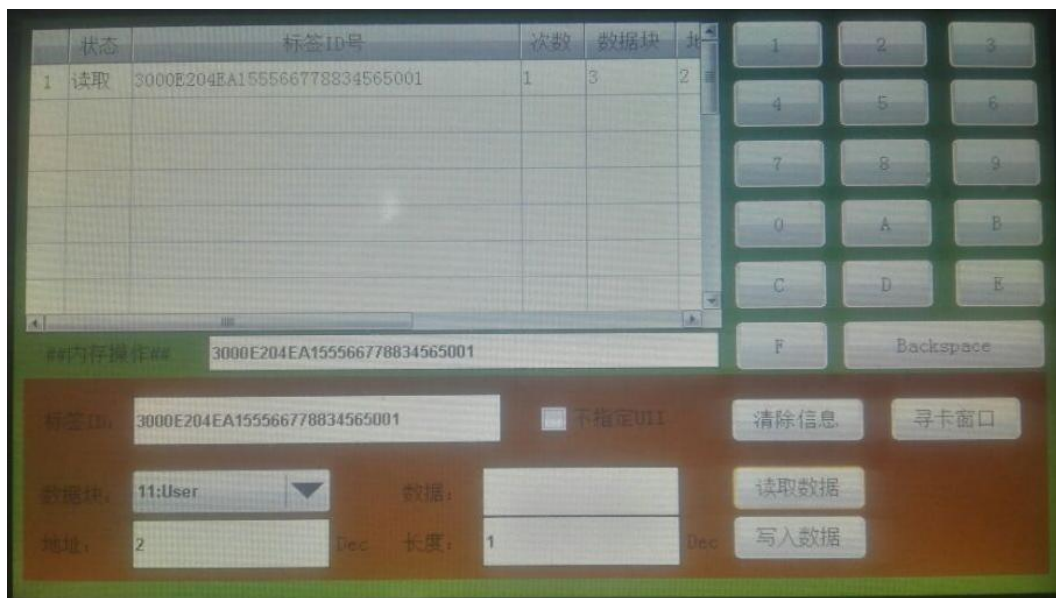 状态 标签ID号 次数 数据块
1 读取 3000E204EA155566778834565001 1 3 2
##内存操作## 3000E204EA155566778834565001
标签ID: 3000E204EA155566778834565001 不指定UII
数据块: 11:User 数据:
地址: 2 Dec 长度: 1 Dec
1 2 3
4 5 6
7 8 9
0 A B
C D E
F Backspace
清除信息 寻卡窗口
读取数据
写入数据